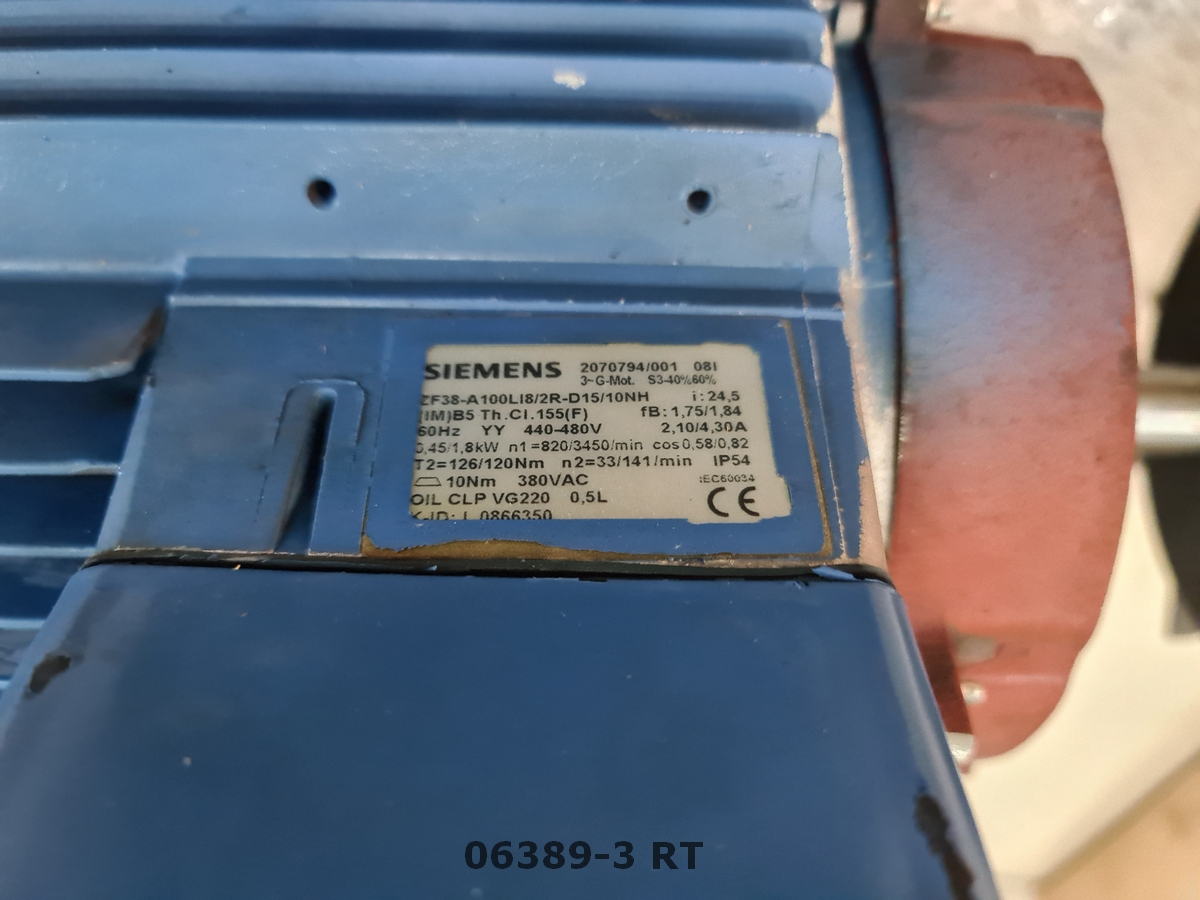 SIEMENS 2070794/001 08I
3~G-Mot. S3-40%60%
ZF38-A100LI8/2R-D15/10NH i: 24,5
(IM)B5 Th.Cl.155(F) fB: 1,75/1,84
60Hz YY 440-480V 2,10/4,30A
0,45/1,8kW n1=820/3450/min cos 0,58/0,82
T2=126/120Nm n2=33/141/min IP54
10Nm 380VAC IEC60034
OIL CLP VG220 0,5L CE
K-ID: L 0866350
06389-3 RT